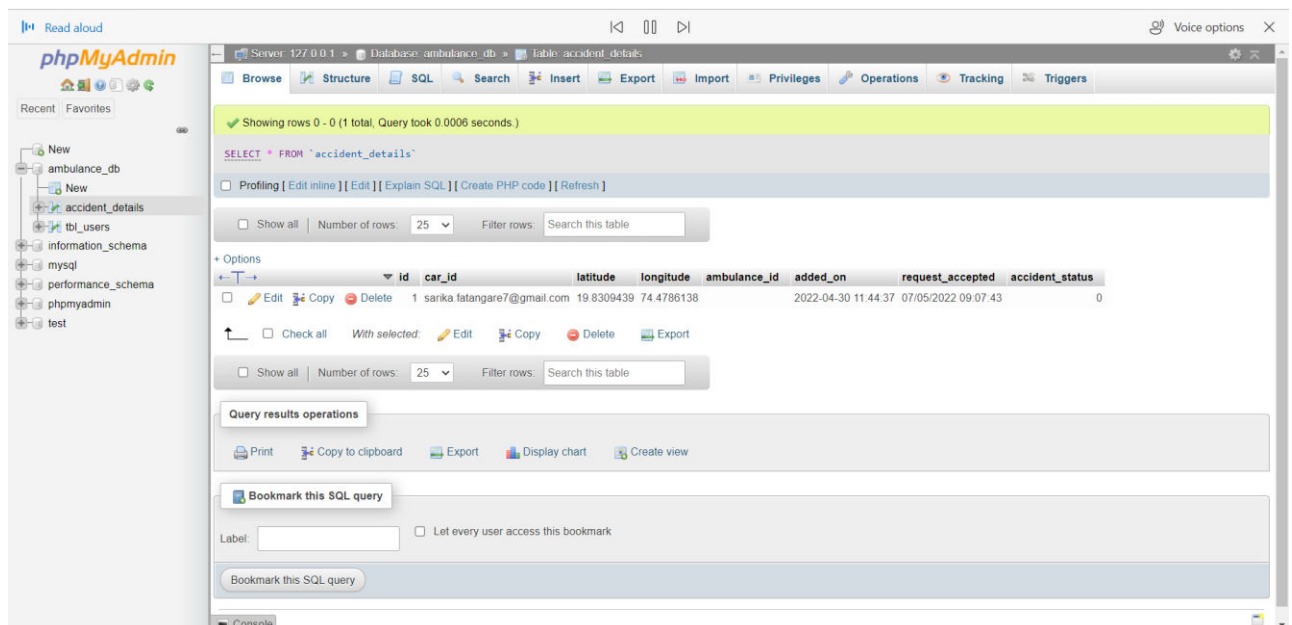 Read aloud
Voice options
phpMyAdmin
Recent Favorites
New
ambulance_db
New
accident_details
tbl_users
information_schema
mysql
performance_schema
phpmyadmin
test
Server: 127.0.0.1 » Database: ambulance_db » Table: accident_details
Browse Structure SQL Search Insert Export Import Privileges Operations Tracking Triggers
Showing rows 0 - 0 (1 total, Query took 0.0006 seconds.)
SELECT * FROM `accident_details`
Profiling [ Edit inline ] [ Edit ] [ Explain SQL ] [ Create PHP code ] [ Refresh ]
Show all | Number of rows: 25 Filter rows: Search this table
+ Options
←T→ id car_id latitude longitude ambulance_id added_on request_accepted accident_status
Edit Copy Delete 1 sarika.fatangare7@gmail.com 19.8309439 74.4786138 2022-04-30 11:44:37 07/05/2022 09:07:43 0
Check all With selected: Edit Copy Delete Export
Show all | Number of rows: 25 Filter rows: Search this table
Query results operations
Print Copy to clipboard Export Display chart Create view
Bookmark this SQL query
Label: Let every user access this bookmark
Bookmark this SQL query
Console